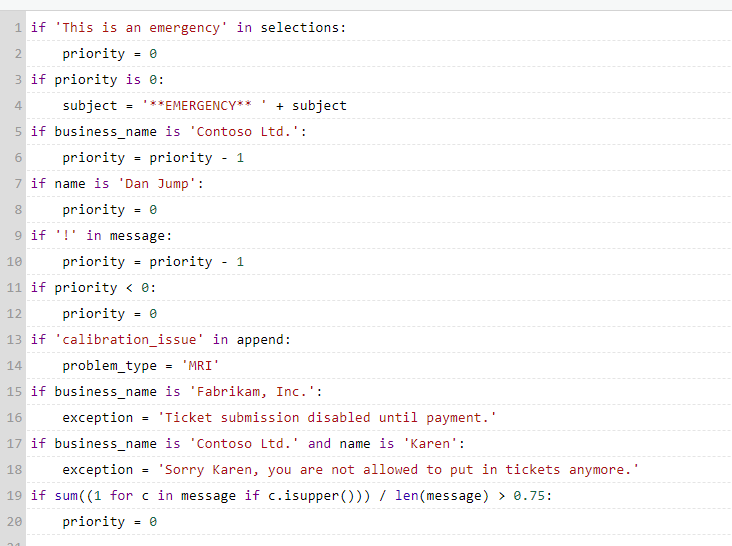 1 if 'This is an emergency' in selections:
2     priority = 0
3 if priority is 0:
4     subject = '**EMERGENCY** ' + subject
5 if business_name is 'Contoso Ltd.':
6     priority = priority - 1
7 if name is 'Dan Jump':
8     priority = 0
9 if '!' in message:
10     priority = priority - 1
11 if priority < 0:
12     priority = 0
13 if 'calibration_issue' in append:
14     problem_type = 'MRI'
15 if business_name is 'Fabrikam, Inc.':
16     exception = 'Ticket submission disabled until payment.'
17 if business_name is 'Contoso Ltd.' and name is 'Karen':
18     exception = 'Sorry Karen, you are not allowed to put in tickets anymore.'
19 if sum((1 for c in message if c.isupper())) / len(message) > 0.75:
20     priority = 0